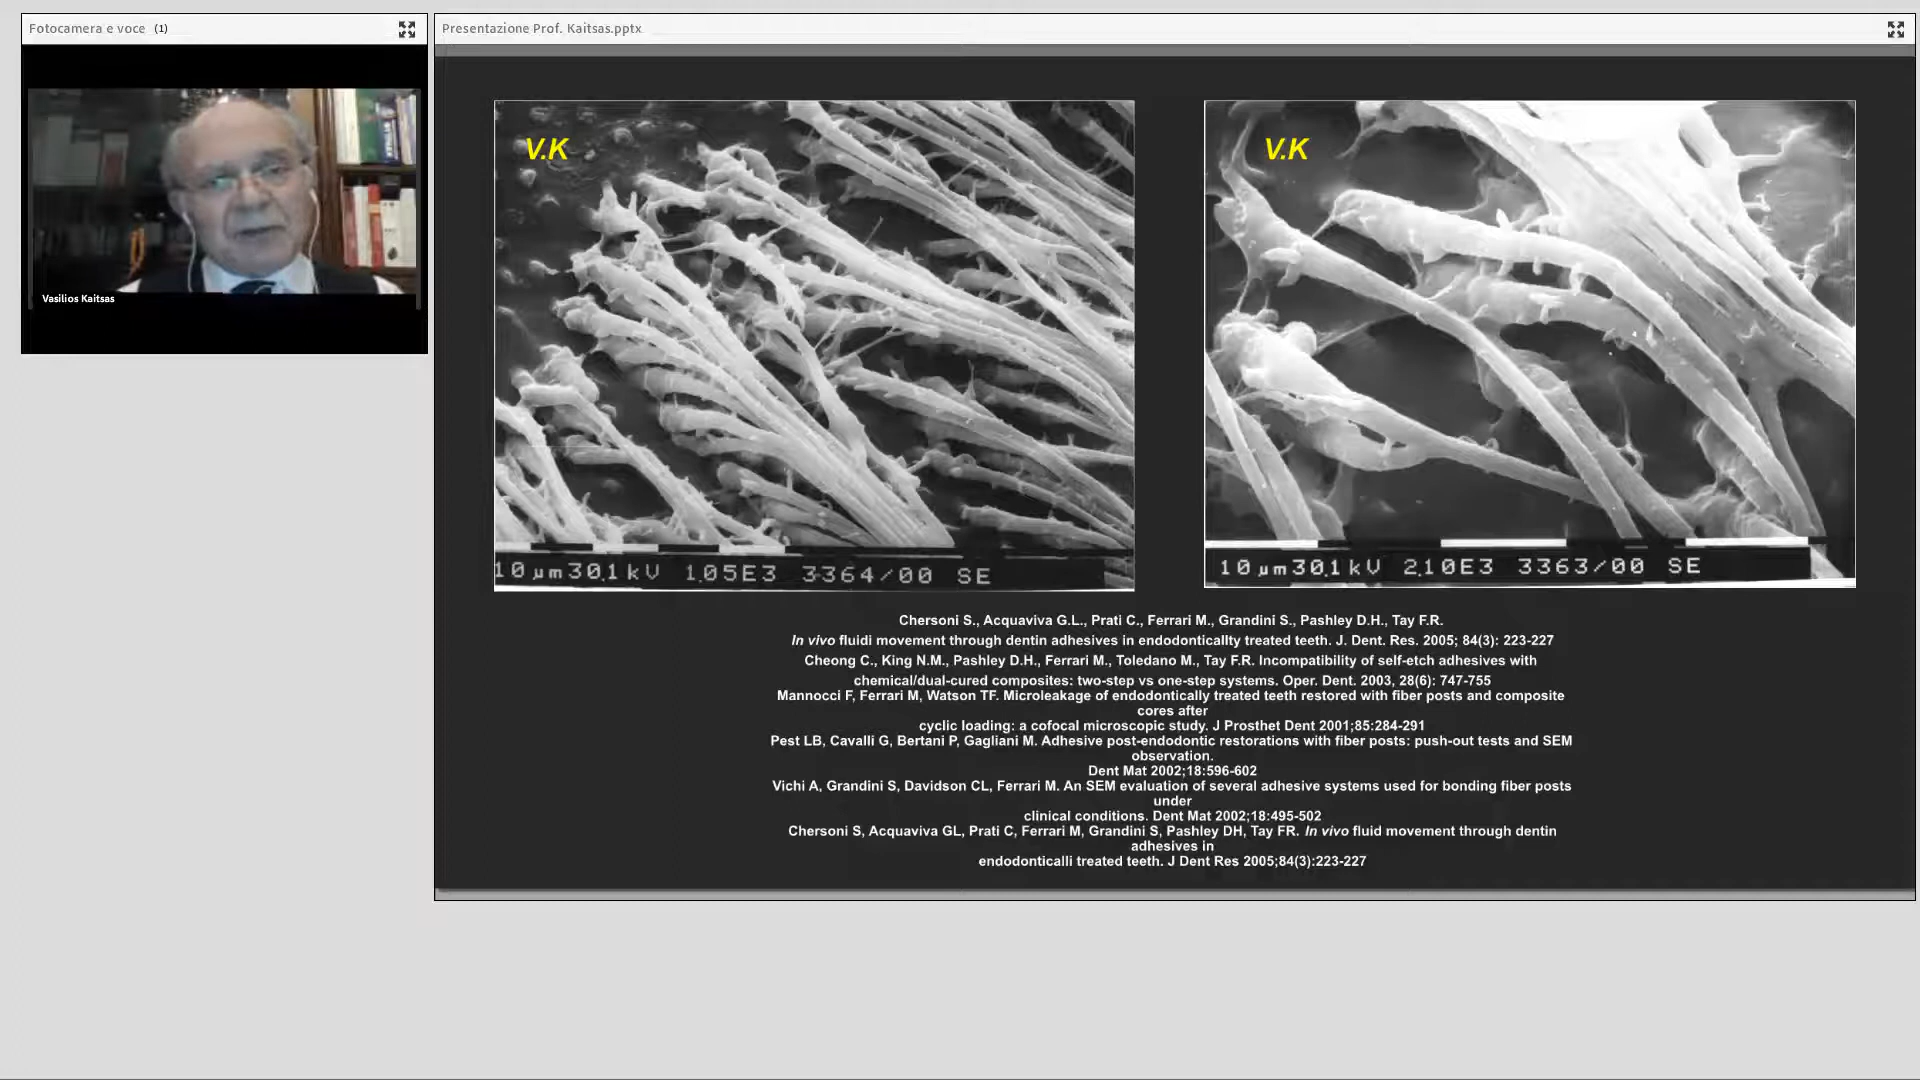 Fotocamera e voce (1)
Vasilios Kaitsas
Presentazione Prof. Kaitsas.pptx
V.K
V.K
10 µm 30.1 kV 1.05E3 3364/00 SE
10 µm 30.1 kV 2.10E3 3363/00 SE
Chersoni S., Acquaviva G.L., Prati C., Ferrari M., Grandini S., Pashley D.H., Tay F.R.
In vivo fluidi movement through dentin adhesives in endodonticallty treated teeth. J. Dent. Res. 2005; 84(3): 223-227
Cheong C., King N.M., Pashley D.H., Ferrari M., Toledano M., Tay F.R. Incompatibility of self-etch adhesives with
chemical/dual-cured composites: two-step vs one-step systems. Oper. Dent. 2003, 28(6): 747-755
Mannocci F, Ferrari M, Watson TF. Microleakage of endodontically treated teeth restored with fiber posts and composite
cores after
cyclic loading: a cofocal microscopic study. J Prosthet Dent 2001;85:284-291
Pest LB, Cavalli G, Bertani P, Gagliani M. Adhesive post-endodontic restorations with fiber posts: push-out tests and SEM
observation.
Dent Mat 2002;18:596-602
Vichi A, Grandini S, Davidson CL, Ferrari M. An SEM evaluation of several adhesive systems used for bonding fiber posts
under
clinical conditions. Dent Mat 2002;18:495-502
Chersoni S, Acquaviva GL, Prati C, Ferrari M, Grandini S, Pashley DH, Tay FR. In vivo fluid movement through dentin
adhesives in
endodonticalli treated teeth. J Dent Res 2005;84(3):223-227